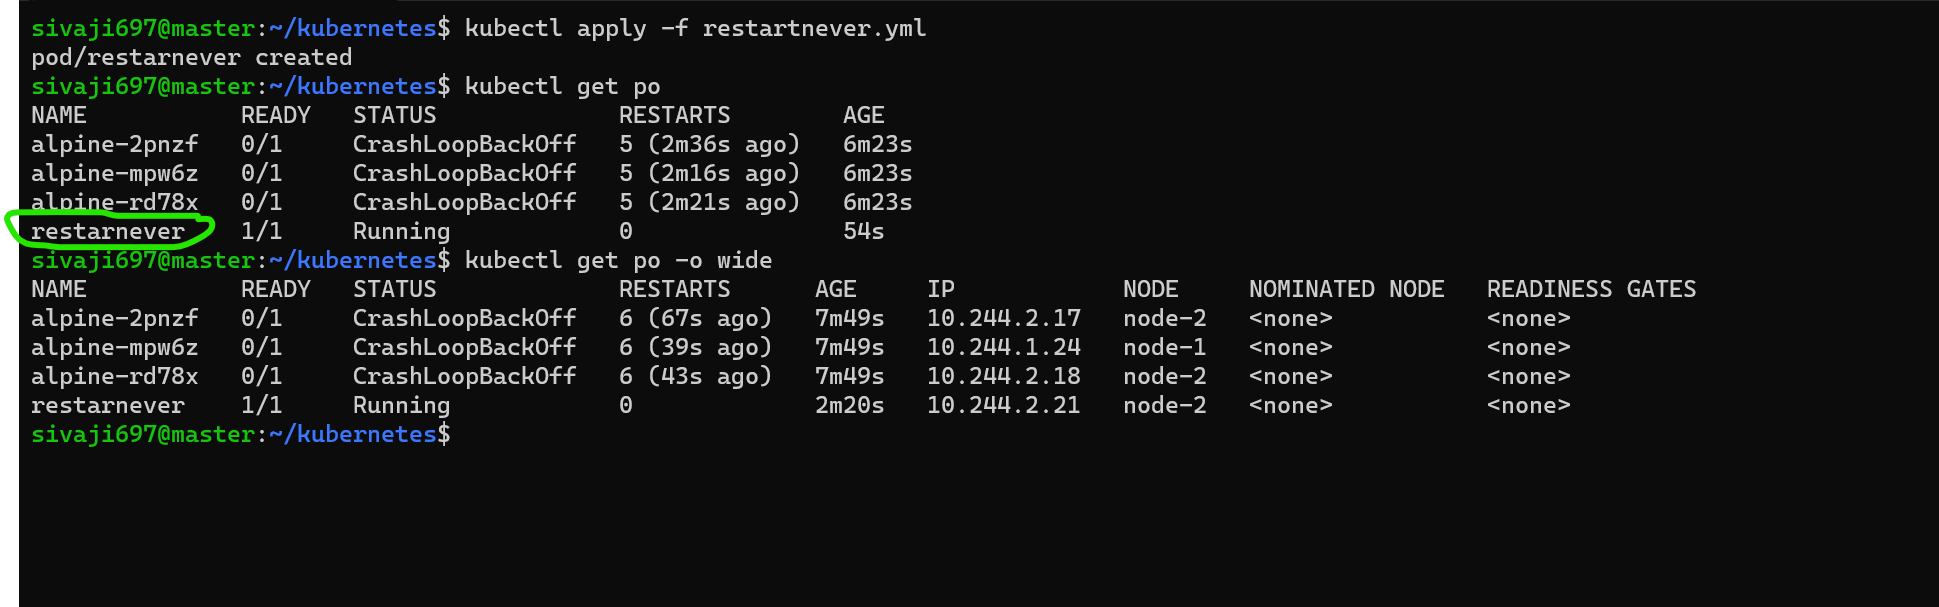 sivaji697@master:~/kubernetes$ kubectl apply -f restartnever.yml
pod/restarnever created
sivaji697@master:~/kubernetes$ kubectl get po
NAME           READY   STATUS             RESTARTS        AGE
alpine-2pnzf   0/1     CrashLoopBackOff   5 (2m36s ago)   6m23s
alpine-mpw6z   0/1     CrashLoopBackOff   5 (2m16s ago)   6m23s
alpine-rd78x   0/1     CrashLoopBackOff   5 (2m21s ago)   6m23s
restarnever    1/1     Running            0               54s
sivaji697@master:~/kubernetes$ kubectl get po -o wide
NAME           READY   STATUS             RESTARTS      AGE     IP            NODE     NOMINATED NODE   READINESS GATES
alpine-2pnzf   0/1     CrashLoopBackOff   6 (67s ago)   7m49s   10.244.2.17   node-2   <none>           <none>
alpine-mpw6z   0/1     CrashLoopBackOff   6 (39s ago)   7m49s   10.244.1.24   node-1   <none>           <none>
alpine-rd78x   0/1     CrashLoopBackOff   6 (43s ago)   7m49s   10.244.2.18   node-2   <none>           <none>
restarnever    1/1     Running            0             2m20s   10.244.2.21   node-2   <none>           <none>
sivaji697@master:~/kubernetes$